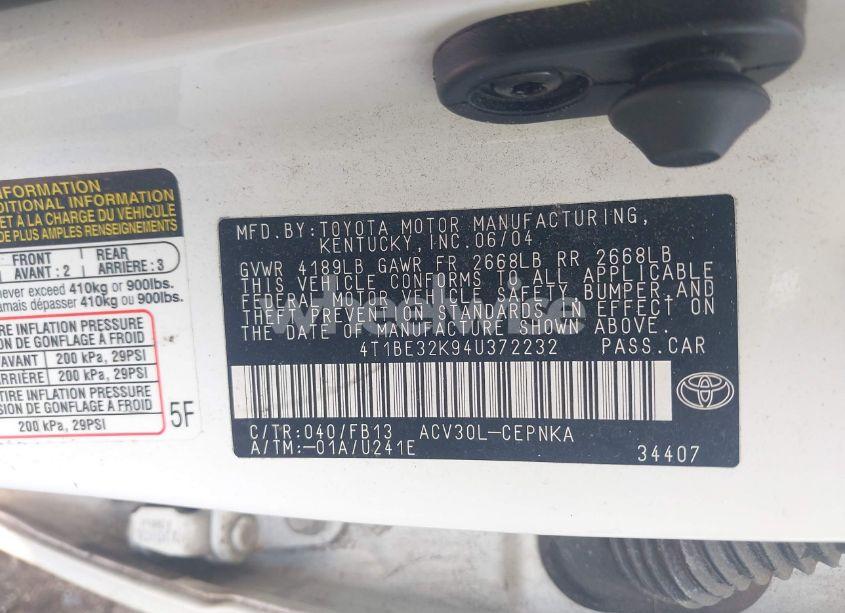 INFORMATION
DITIONAL INFORMATION
ET À LA CHARGE DU VÉHICULE
DE PLUS AMPLES RENSEIGNEMENTS
FRONT
AVANT : 2
REAR
ARRIÈRE : 3
never exceed 410kg or 900lbs.
amais dépasser 410kg ou 900lbs.
IRE INFLATION PRESSURE
ON DE GONFLAGE À FROID
AVANT 200 kPa, 29PSI
ARRIÈRE 200 kPa, 29PSI
TIRE INFLATION PRESSURE
SION DE GONFLAGE À FROID
200 kPa, 29PSI
5F
MFD.BY:TOYOTA MOTOR MANUFACTURING,
KENTUCKY, INC.06/04
GVWR 4189LB GAWR FR 2668LB RR 2668LB
THIS VEHICLE CONFORMS TO ALL APPLICABLE
FEDERAL MOTOR VEHICLE SAFETY, BUMPER, AND
THEFT PREVENTION STANDARDS IN EFFECT ON
THE DATE OF MANUFACTURE SHOWN ABOVE.
4T1BE32K94U372232 PASS.CAR
C/TR:040/FB13 ACV30L-CEPNKA
A/TM:-01A/U241E
34407